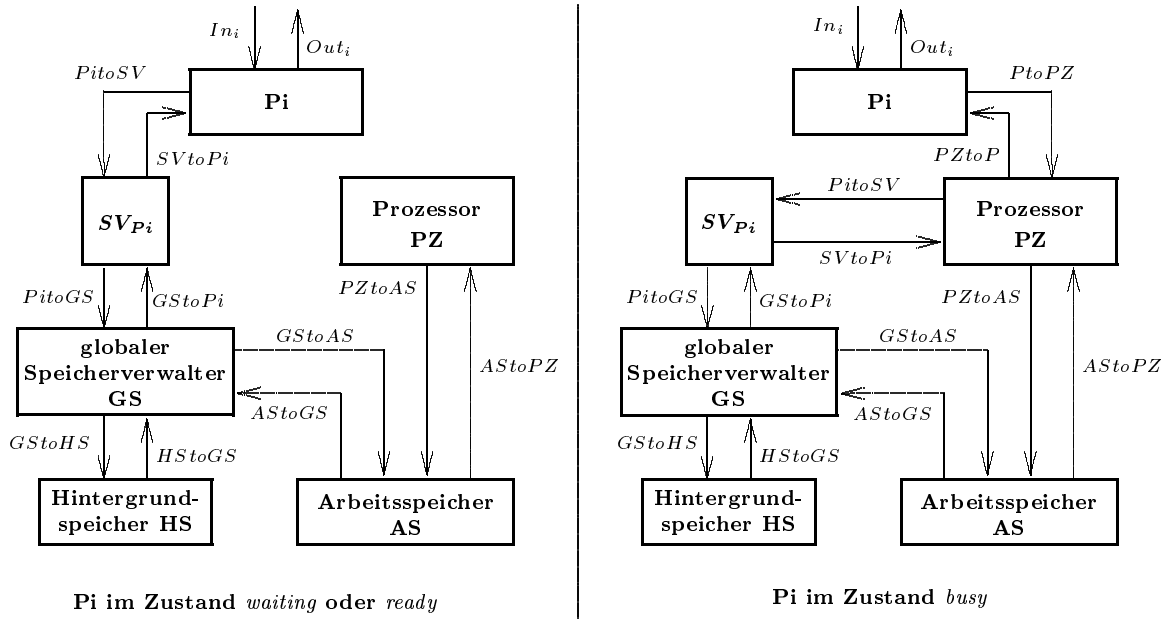 In_i
Out_i
PitoSV
Pi
SVtoPi
SV_Pi
Prozessor
PZ
PitoGS
GStoPi
PZtoAS
globaler
Speicherverwalter
GS
GStoAS
AStoPZ
AStoGS
GStoHS
HStoGS
Hintergrund-
speicher HS
Arbeitsspeicher
AS
Pi im Zustand waiting oder ready
In_i
Out_i
Pi
PtoPZ
PZtoP
PitoSV
SV_Pi
Prozessor
PZ
SVtoPi
PitoGS
GStoPi
PZtoAS
globaler
Speicherverwalter
GS
GStoAS
AStoPZ
AStoGS
GStoHS
HStoGS
Hintergrund-
speicher HS
Arbeitsspeicher
AS
Pi im Zustand busy